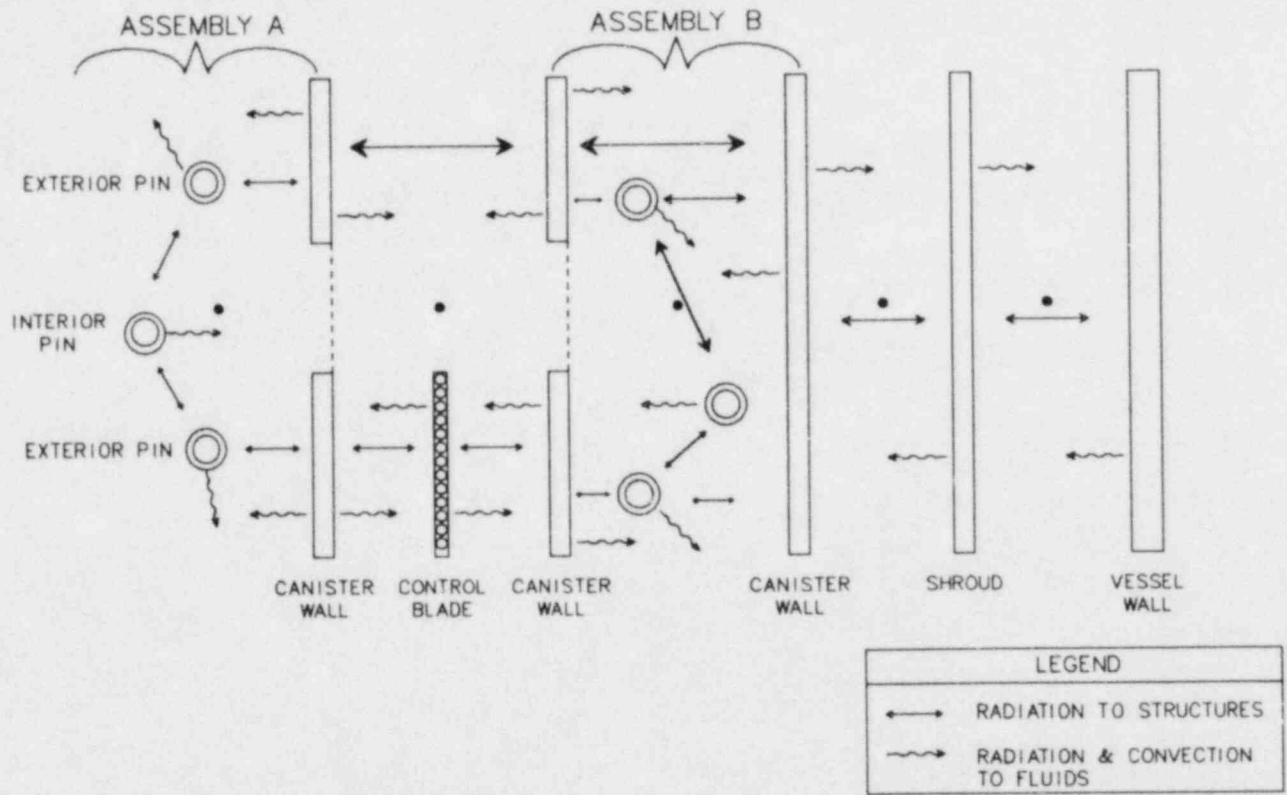 ASSEMBLY A
ASSEMBLY B
EXTERIOR PIN
INTERIOR
PIN
EXTERIOR PIN
CANISTER
WALL
CONTROL
BLADE
CANISTER
WALL
CANISTER
WALL
SHROUD
VESSEL
WALL
LEGEND
RADIATION TO STRUCTURES
RADIATION & CONVECTION
TO FLUIDS